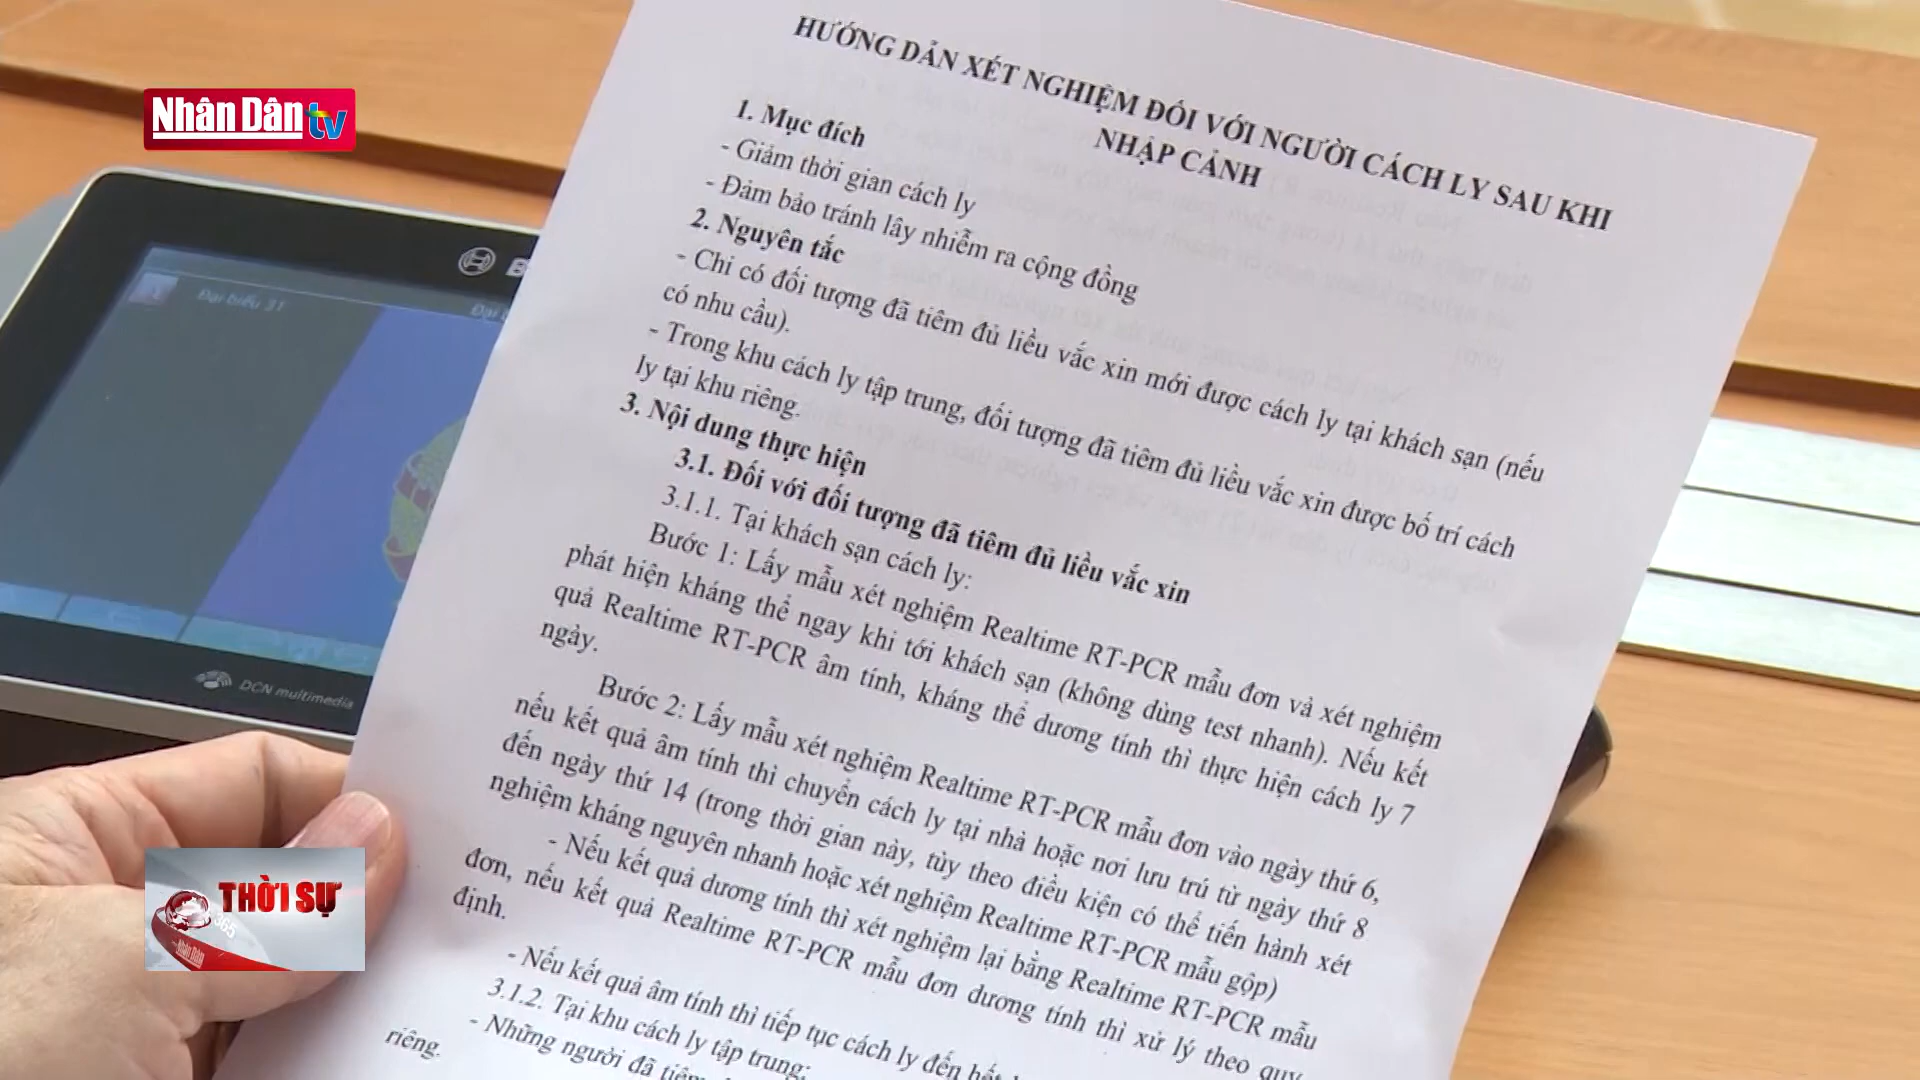 Nhân Dân tv
HƯỚNG DẪN XÉT NGHIỆM ĐỐI VỚI NGƯỜI CÁCH LY SAU KHI
NHẬP CẢNH
1. Mục đích
- Giảm thời gian cách ly
- Đảm bảo tránh lây nhiễm ra cộng đồng
2. Nguyên tắc
- Chỉ có đối tượng đã tiêm đủ liều vắc xin mới được cách ly tại khách sạn (nếu
có nhu cầu).
- Trong khu cách ly tập trung, đối tượng đã tiêm đủ liều vắc xin được bố trí cách
ly tại khu riêng.
3. Nội dung thực hiện
3.1. Đối với đối tượng đã tiêm đủ liều vắc xin
3.1.1. Tại khách sạn cách ly:
Bước 1: Lấy mẫu xét nghiệm Realtime RT-PCR mẫu đơn và xét nghiệm
phát hiện kháng thể ngay khi tới khách sạn (không dùng test nhanh). Nếu kết
quả Realtime RT-PCR âm tính, kháng thể dương tính thì thực hiện cách ly 7
ngày.
Bước 2: Lấy mẫu xét nghiệm Realtime RT-PCR mẫu đơn vào ngày thứ 6,
nếu kết quả âm tính thì chuyển cách ly tại nhà hoặc nơi lưu trú từ ngày thứ 8
đến ngày thứ 14 (trong thời gian này, tùy theo điều kiện có thể tiến hành xét
nghiệm kháng nguyên nhanh hoặc xét nghiệm Realtime RT-PCR mẫu gộp)
- Nếu kết quả dương tính thì xét nghiệm lại bằng Realtime RT-PCR mẫu
đơn, nếu kết quả Realtime RT-PCR mẫu đơn dương tính thì xử lý theo quy
định.
- Nếu kết quả âm tính thì tiếp tục cách ly đến hết
3.1.2. Tại khu cách ly tập trung:
- Những người đã tiêm
riêng.
Đại biểu 31
Đại
DCN multimedia
THỜI SỰ
365
Nhân Dân